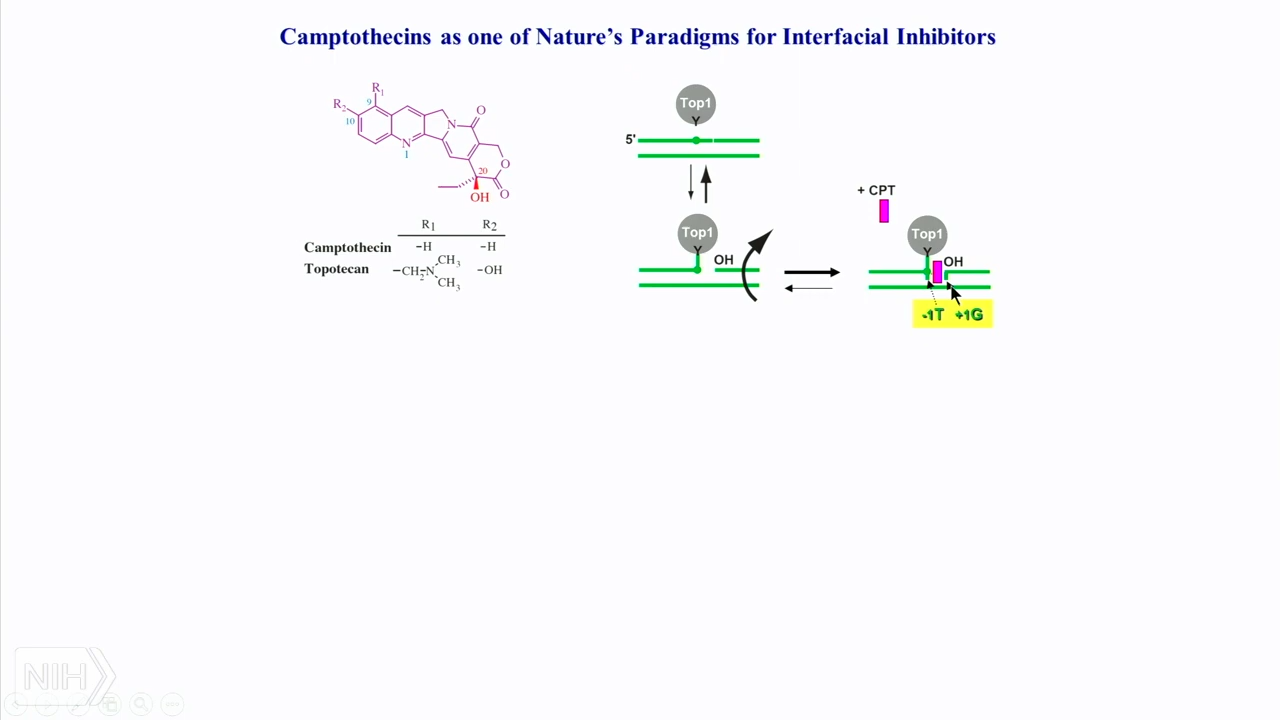 Camptothecins as one of Nature's Paradigms for Interfacial Inhibitors
R1
R2
9
10
N
1
N
O
O
O
20
OH
R1 R2
Camptothecin –H –H
Topotecan –CH2–N CH3 CH3 –OH
Top1
Y
5'
Top1
Y
OH
+ CPT
Top1
Y
OH
-1T +1G
NIH